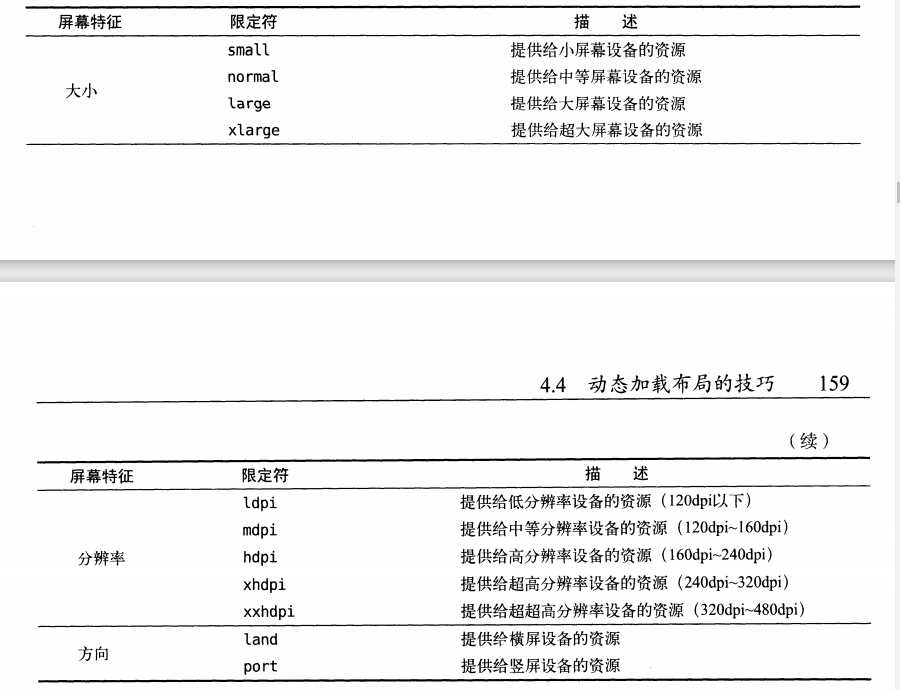 屏幕特征 限定符 描 述
大小 small 提供给小屏幕设备的资源
normal 提供给中等屏幕设备的资源
large 提供给大屏幕设备的资源
xlarge 提供给超大屏幕设备的资源
4.4 动态加载布局的技巧 159
（续）
屏幕特征 限定符 描 述
分辨率 ldpi 提供给低分辨率设备的资源（120dpi以下）
mdpi 提供给中等分辨率设备的资源（120dpi~160dpi）
hdpi 提供给高分辨率设备的资源（160dpi~240dpi）
xhdpi 提供给超高分辨率设备的资源（240dpi~320dpi）
xxhdpi 提供给超超高分辨率设备的资源（320dpi~480dpi）
方向 land 提供给横屏设备的资源
port 提供给竖屏设备的资源